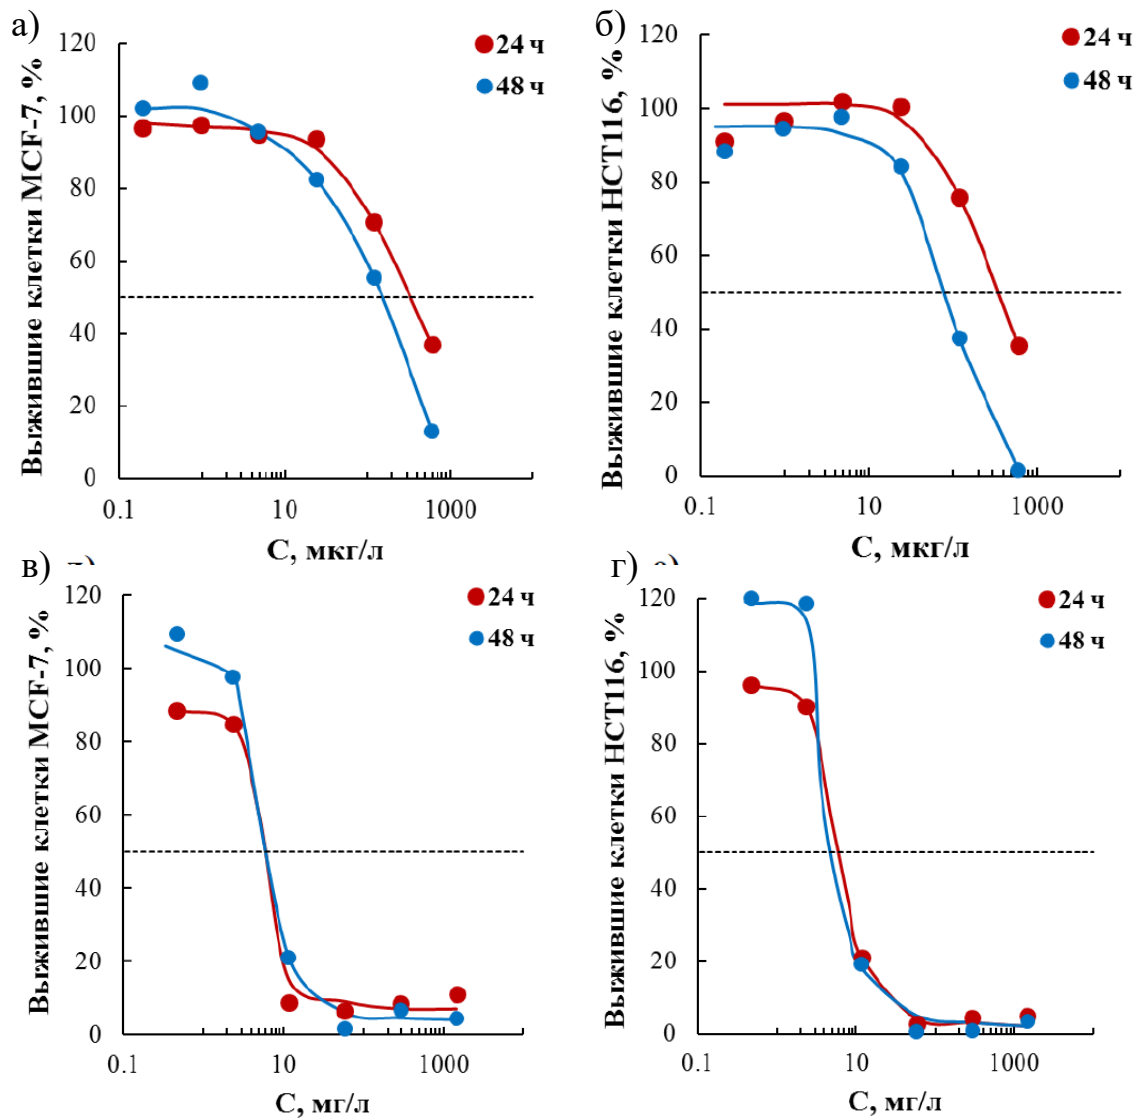 а)
120
100
80
60
40
20
0
0.1
10
1000
Выжившие клетки MCF-7, %
С, мкг/л
24 ч
48 ч
б)
120
100
80
60
40
20
0
0.1
10
1000
Выжившие клетки HCT116, %
С, мкг/л
24 ч
48 ч
в)
120
100
80
60
40
20
0
0.1
10
1000
Выжившие клетки MCF-7, %
С, мг/л
24 ч
48 ч
г)
120
100
80
60
40
20
0
0.1
10
1000
Выжившие клетки HCT116, %
С, мг/л
24 ч
48 ч